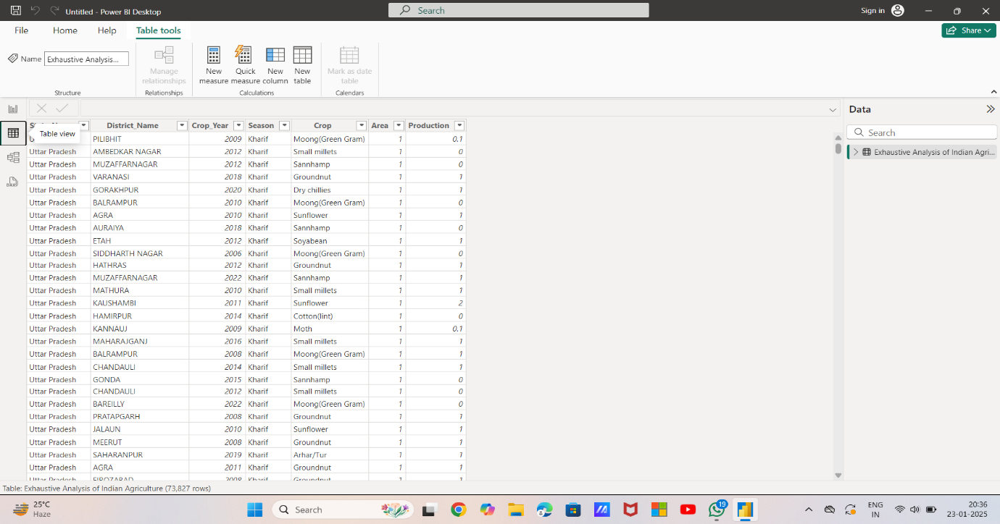 Untitled - Power BI Desktop
Search
Sign in
File Home Help Table tools
Share
Name Exhaustive Analysis...
Manage relationships
New measure
Quick measure
New column
New table
Mark as date table
Structure
Relationships
Calculations
Calendars
Data
Search
Exhaustive Analysis of Indian Agri...
Table view
District_Name Crop_Year Season Crop Area Production
PILIBHIT 2009 Kharif Moong(Green Gram) 1 0.1
Uttar Pradesh AMBEDKAR NAGAR 2012 Kharif Small millets 1 0
Uttar Pradesh MUZAFFARNAGAR 2012 Kharif Sannhamp 1 0
Uttar Pradesh VARANASI 2018 Kharif Groundnut 1 1
Uttar Pradesh GORAKHPUR 2020 Kharif Dry chillies 1 1
Uttar Pradesh BALRAMPUR 2010 Kharif Moong(Green Gram) 1 0
Uttar Pradesh AGRA 2010 Kharif Sunflower 1 1
Uttar Pradesh AURAIYA 2018 Kharif Sannhamp 1 0
Uttar Pradesh ETAH 2012 Kharif Soyabean 1 1
Uttar Pradesh SIDDHARTH NAGAR 2006 Kharif Moong(Green Gram) 1 0
Uttar Pradesh HATHRAS 2012 Kharif Groundnut 1 1
Uttar Pradesh MUZAFFARNAGAR 2022 Kharif Sannhamp 1 1
Uttar Pradesh MATHURA 2010 Kharif Small millets 1 1
Uttar Pradesh KAUSHAMBI 2011 Kharif Sunflower 1 2
Uttar Pradesh HAMIRPUR 2014 Kharif Cotton(lint) 1 0
Uttar Pradesh KANNAUJ 2009 Kharif Moth 1 0.1
Uttar Pradesh MAHARAJGANJ 2016 Kharif Small millets 1 1
Uttar Pradesh BALRAMPUR 2008 Kharif Moong(Green Gram) 1 1
Uttar Pradesh CHANDAULI 2014 Kharif Small millets 1 1
Uttar Pradesh GONDA 2015 Kharif Sannhamp 1 0
Uttar Pradesh CHANDAULI 2012 Kharif Small millets 1 0
Uttar Pradesh BAREILLY 2022 Kharif Moong(Green Gram) 1 0
Uttar Pradesh PRATAPGARH 2008 Kharif Groundnut 1 1
Uttar Pradesh JALAUN 2010 Kharif Sunflower 1 1
Uttar Pradesh MEERUT 2008 Kharif Groundnut 1 1
Uttar Pradesh SAHARANPUR 2019 Kharif Arhar/Tur 1 1
Uttar Pradesh AGRA 2011 Kharif Groundnut 1 1
Uttar Pradesh FIROZABAD 2008 Kharif Groundnut 1 1
Table: Exhaustive Analysis of Indian Agriculture (73,827 rows)
25°C
Haze
Search
19
ENG
IN
20:36
23-01-2025